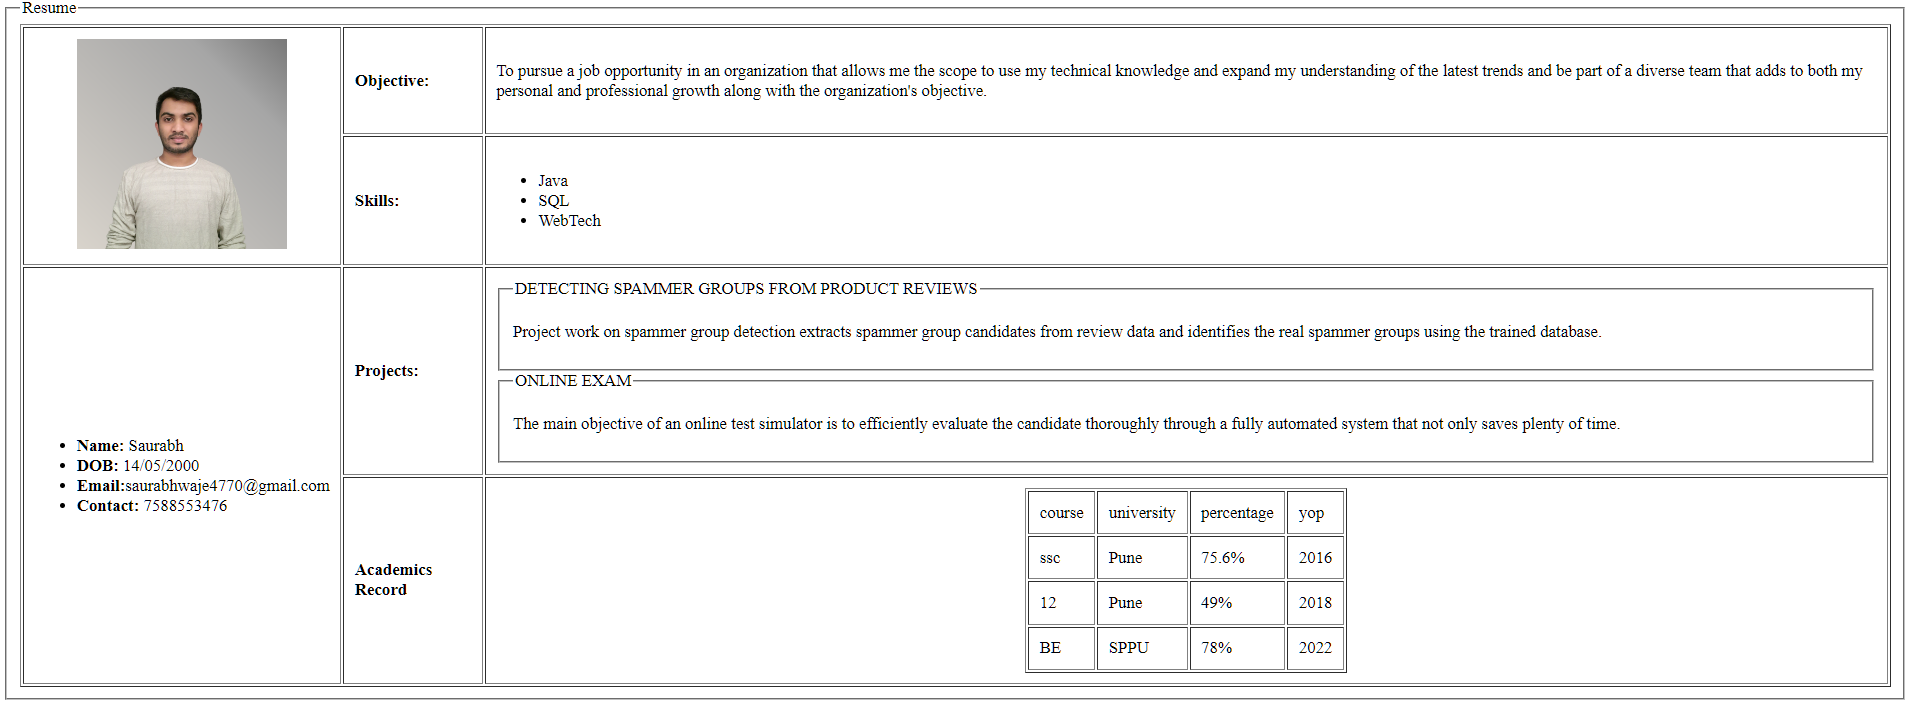 Resume
Objective:
To pursue a job opportunity in an organization that allows me the scope to use my technical knowledge and expand my understanding of the latest trends and be part of a diverse team that adds to both my
personal and professional growth along with the organization's objective.
Skills:
Java
SQL
WebTech
Name: Saurabh
DOB: 14/05/2000
Email:saurabhwaje4770@gmail.com
Contact: 7588553476
Projects:
DETECTING SPAMMER GROUPS FROM PRODUCT REVIEWS
Project work on spammer group detection extracts spammer group candidates from review data and identifies the real spammer groups using the trained database.
ONLINE EXAM
The main objective of an online test simulator is to efficiently evaluate the candidate thoroughly through a fully automated system that not only saves plenty of time.
Academics
Record
course university percentage yop
ssc Pune 75.6% 2016
12 Pune 49% 2018
BE SPPU 78% 2022